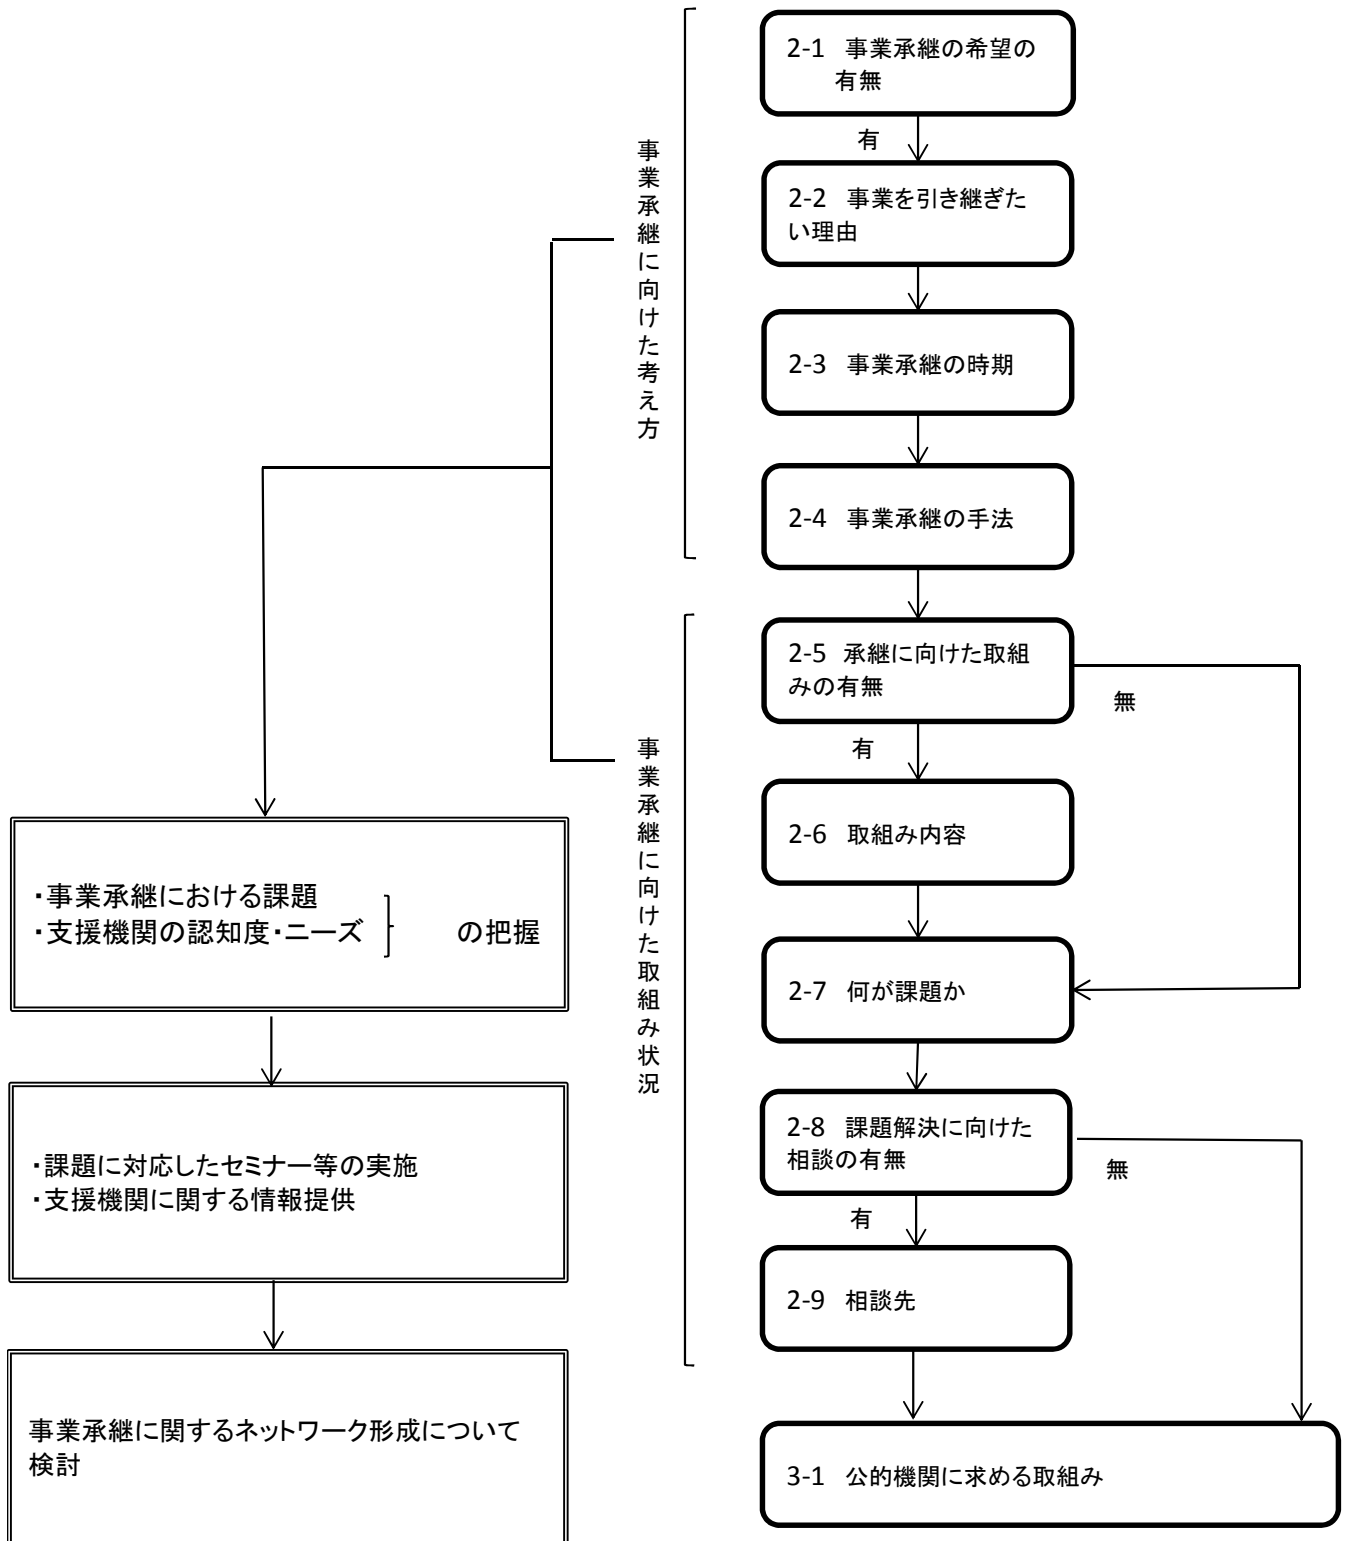 2-1 事業承継の希望の
有無
有
2-2 事業を引き継ぎた
い理由
2-3 事業承継の時期
2-4 事業承継の手法
事業承継に向けた考え方
2-5 承継に向けた取組
みの有無
無
有
2-6 取組み内容
2-7 何が課題か
2-8 課題解決に向けた
相談の有無
無
有
2-9 相談先
事業承継に向けた取組み状況
3-1 公的機関に求める取組み
・事業承継における課題
・支援機関の認知度・ニーズ の把握
・課題に対応したセミナー等の実施
・支援機関に関する情報提供
事業承継に関するネットワーク形成について
検討